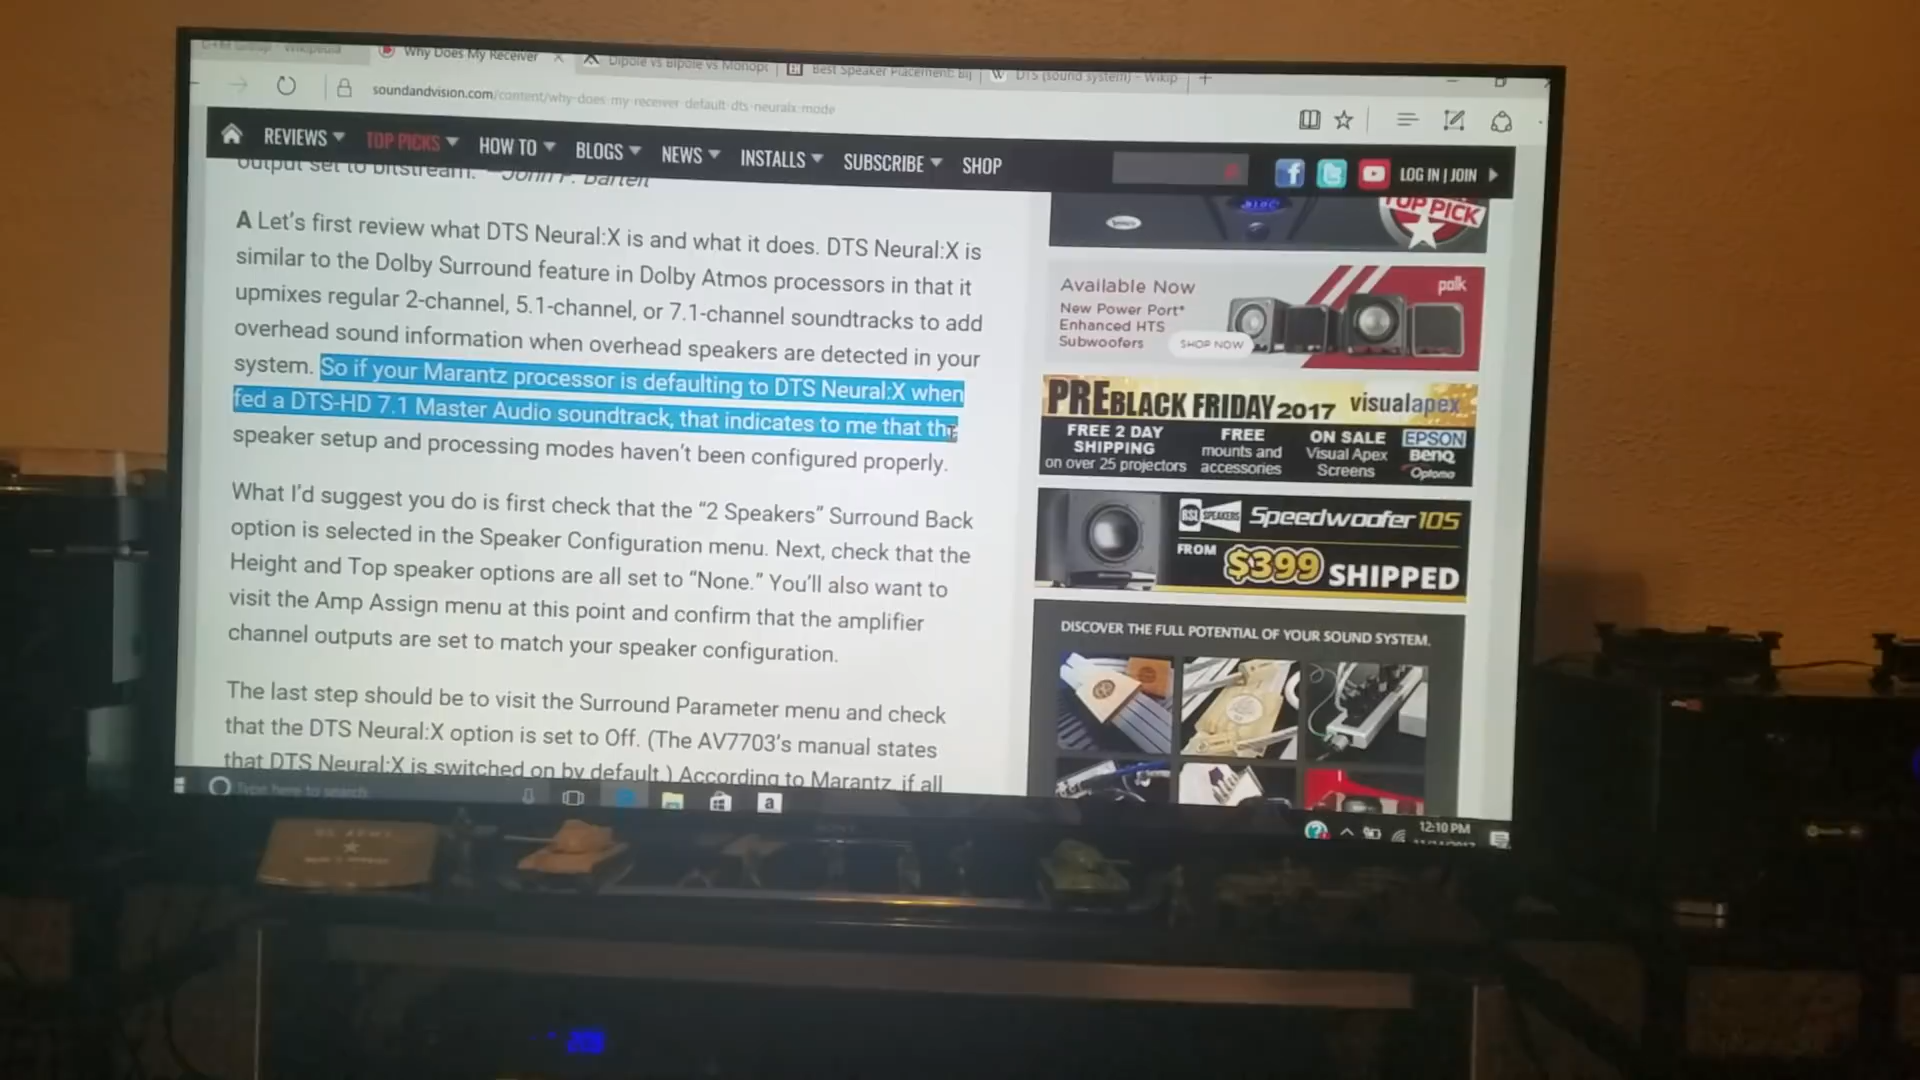 Why Does My Receiver
Dipole vs Bipole vs Monopo
Best Speaker Placement: Bi
DTS (sound system) - Wikip
soundandvision.com/content/why-does-my-receiver-default-dts-neuralx-mode
REVIEWS
TOP PICKS
HOW TO
BLOGS
NEWS
INSTALLS
SUBSCRIBE
SHOP
LOG IN | JOIN
output set to bitstream. —John P. Bartelt
A Let's first review what DTS Neural:X is and what it does. DTS Neural:X is
similar to the Dolby Surround feature in Dolby Atmos processors in that it
upmixes regular 2-channel, 5.1-channel, or 7.1-channel soundtracks to add
overhead sound information when overhead speakers are detected in your
system. So if your Marantz processor is defaulting to DTS Neural:X when
fed a DTS-HD 7.1 Master Audio soundtrack, that indicates to me that the
speaker setup and processing modes haven't been configured properly.
What I'd suggest you do is first check that the “2 Speakers” Surround Back
option is selected in the Speaker Configuration menu. Next, check that the
Height and Top speaker options are all set to “None.” You'll also want to
visit the Amp Assign menu at this point and confirm that the amplifier
channel outputs are set to match your speaker configuration.
The last step should be to visit the Surround Parameter menu and check
that the DTS Neural:X option is set to Off. (The AV7703's manual states
that DTS Neural:X is switched on by default.) According to Marantz, if all
TOP PICK
Available Now
polk
New Power Port*
Enhanced HTS
Subwoofers
SHOP NOW
PREBLACK FRIDAY 2017 visualapex
FREE 2 DAY
SHIPPING
on over 25 projectors
FREE
mounts and
accessories
ON SALE
Visual Apex
Screens
EPSON
BenQ
Optoma
RSL SPEAKERS Speedwoofer 10S
FROM $399 SHIPPED
DISCOVER THE FULL POTENTIAL OF YOUR SOUND SYSTEM.
Type here to search
a
12:10 PM